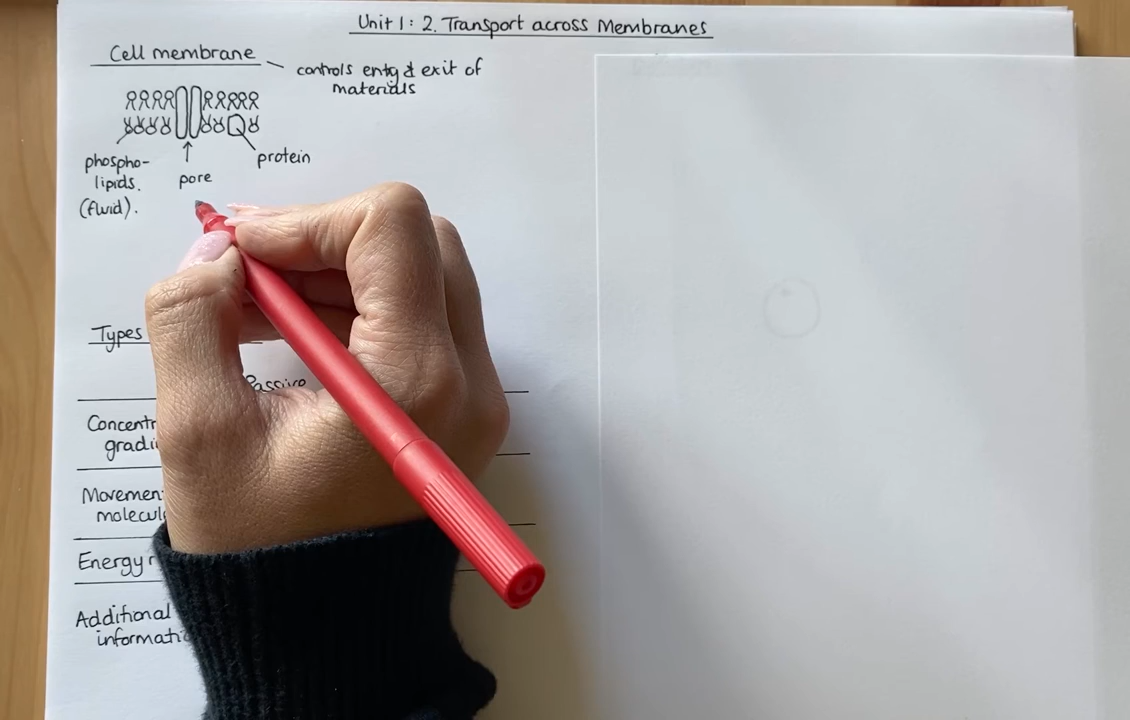 Unit 1: 2. Transport across Membranes
Cell membrane
controls entry & exit of
materials
phospho-
lipids.
(fluid).
pore
protein
Types
Passive
Concentr
gradi
Movemen
molecul
Energy r
Additional
informati